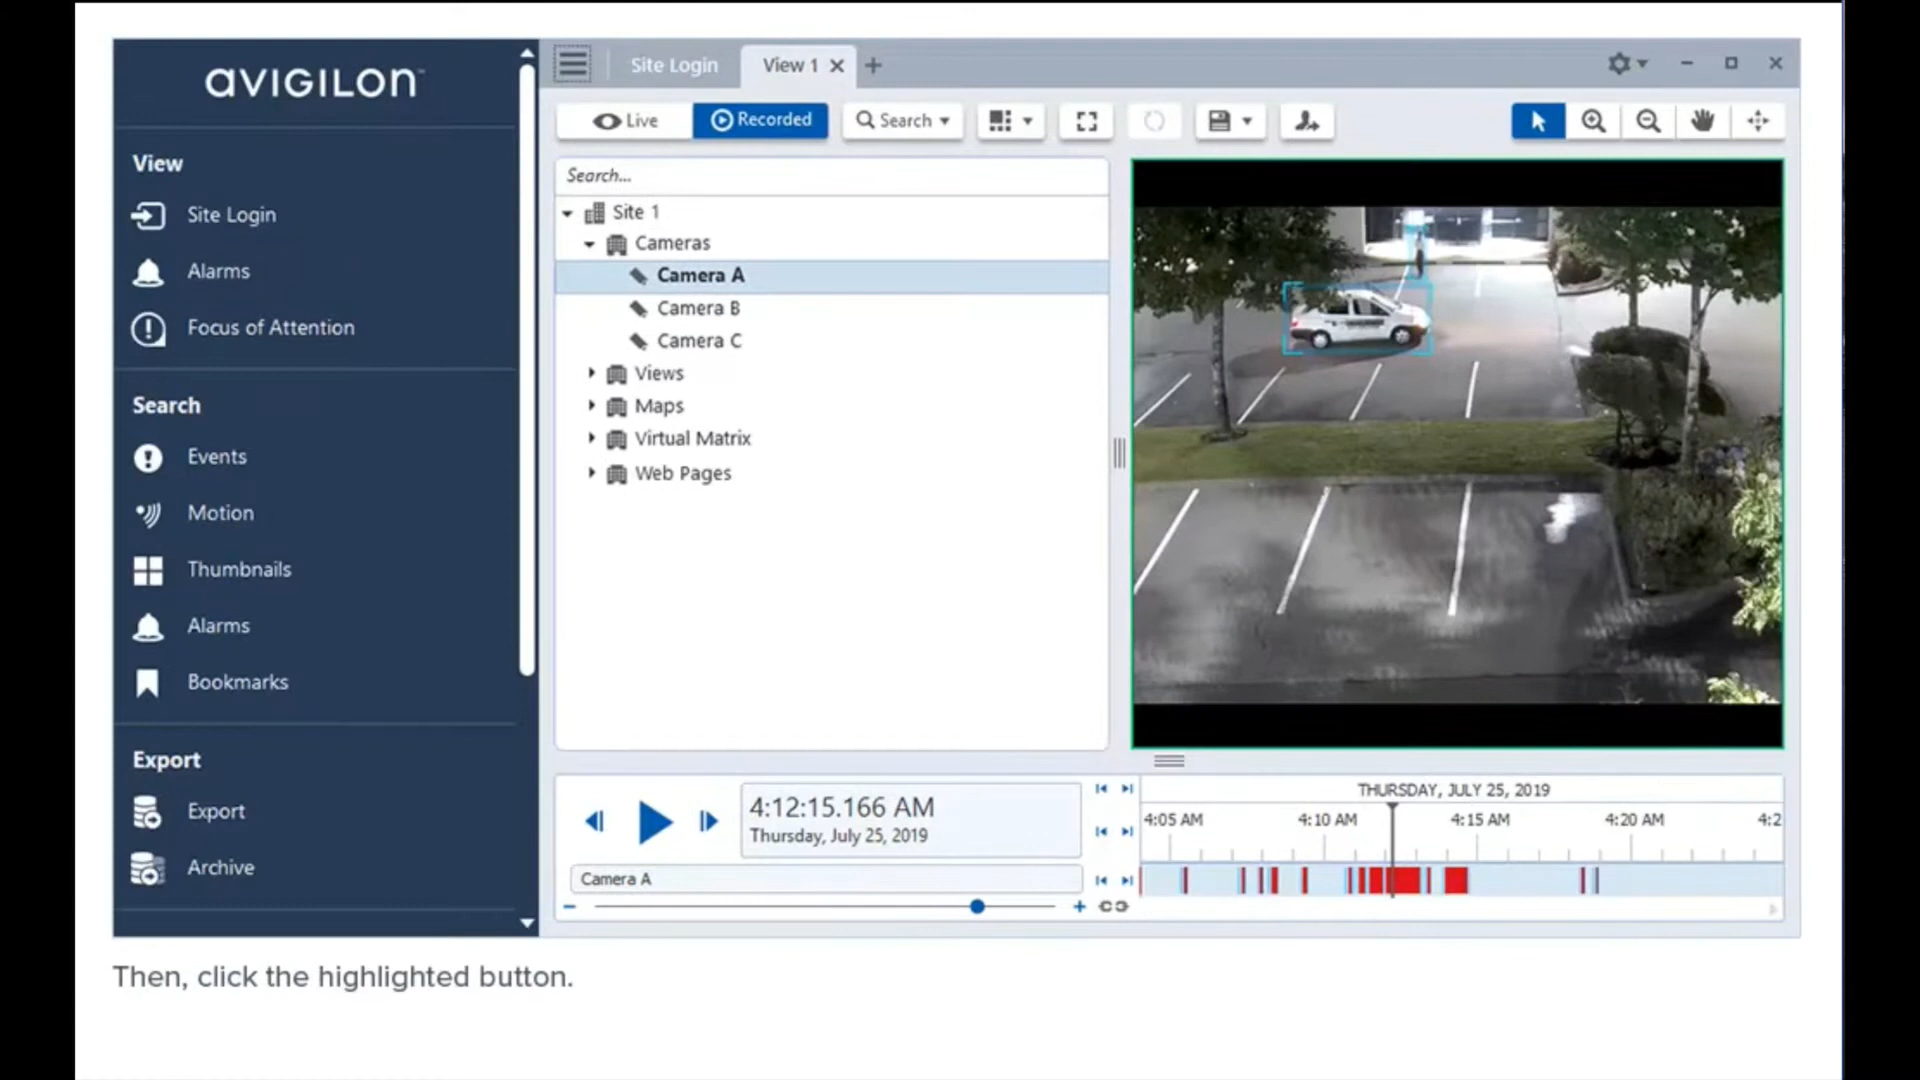 AVIGILON™
View
Site Login
Alarms
Focus of Attention
Search
Events
Motion
Thumbnails
Alarms
Bookmarks
Export
Export
Archive
Site Login
View 1
Live
Recorded
Search
Search...
Site 1
Cameras
Camera A
Camera B
Camera C
Views
Maps
Virtual Matrix
Web Pages
4:12:15.166 AM
Thursday, July 25, 2019
Camera A
THURSDAY, JULY 25, 2019
4:05 AM 4:10 AM 4:15 AM 4:20 AM 4:2
Then, click the highlighted button.